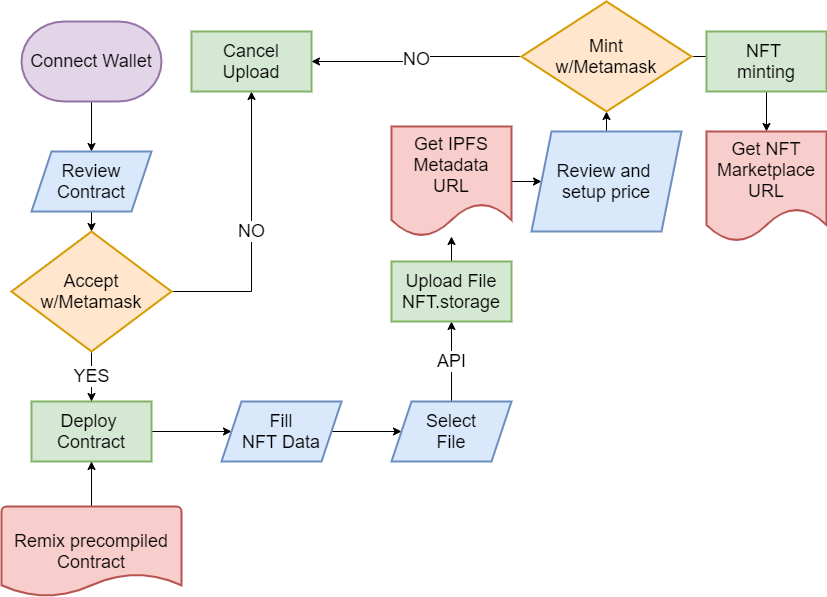 Connect Wallet
Cancel
Upload
NO
Mint
w/Metamask
NFT
minting
Review
Contract
Get IPFS
Metadata
URL
Review and
setup price
Get NFT
Marketplace
URL
NO
Accept
w/Metamask
Upload File
NFT.storage
API
YES
Deploy
Contract
Fill
NFT Data
Select
File
Remix precompiled
Contract